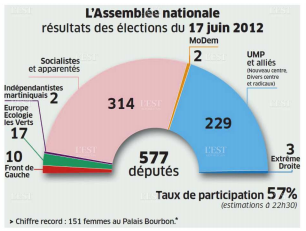 L'Assemblée nationale
résultats des élections du 17 juin 2012
MoDem
2
UMP
et alliés
(Nouveau centre,
Divers centre
et radicaux)
Socialistes
et apparentés
Indépendantistes
martiniquais 2
Europe
Ecologie
les Verts
17
10
Front de
Gauche
314
229
577
députés
3
Extrême
Droite
Taux de participation 57%
(estimations à 22h30)
> Chiffre record : 151 femmes au Palais Bourbon.*